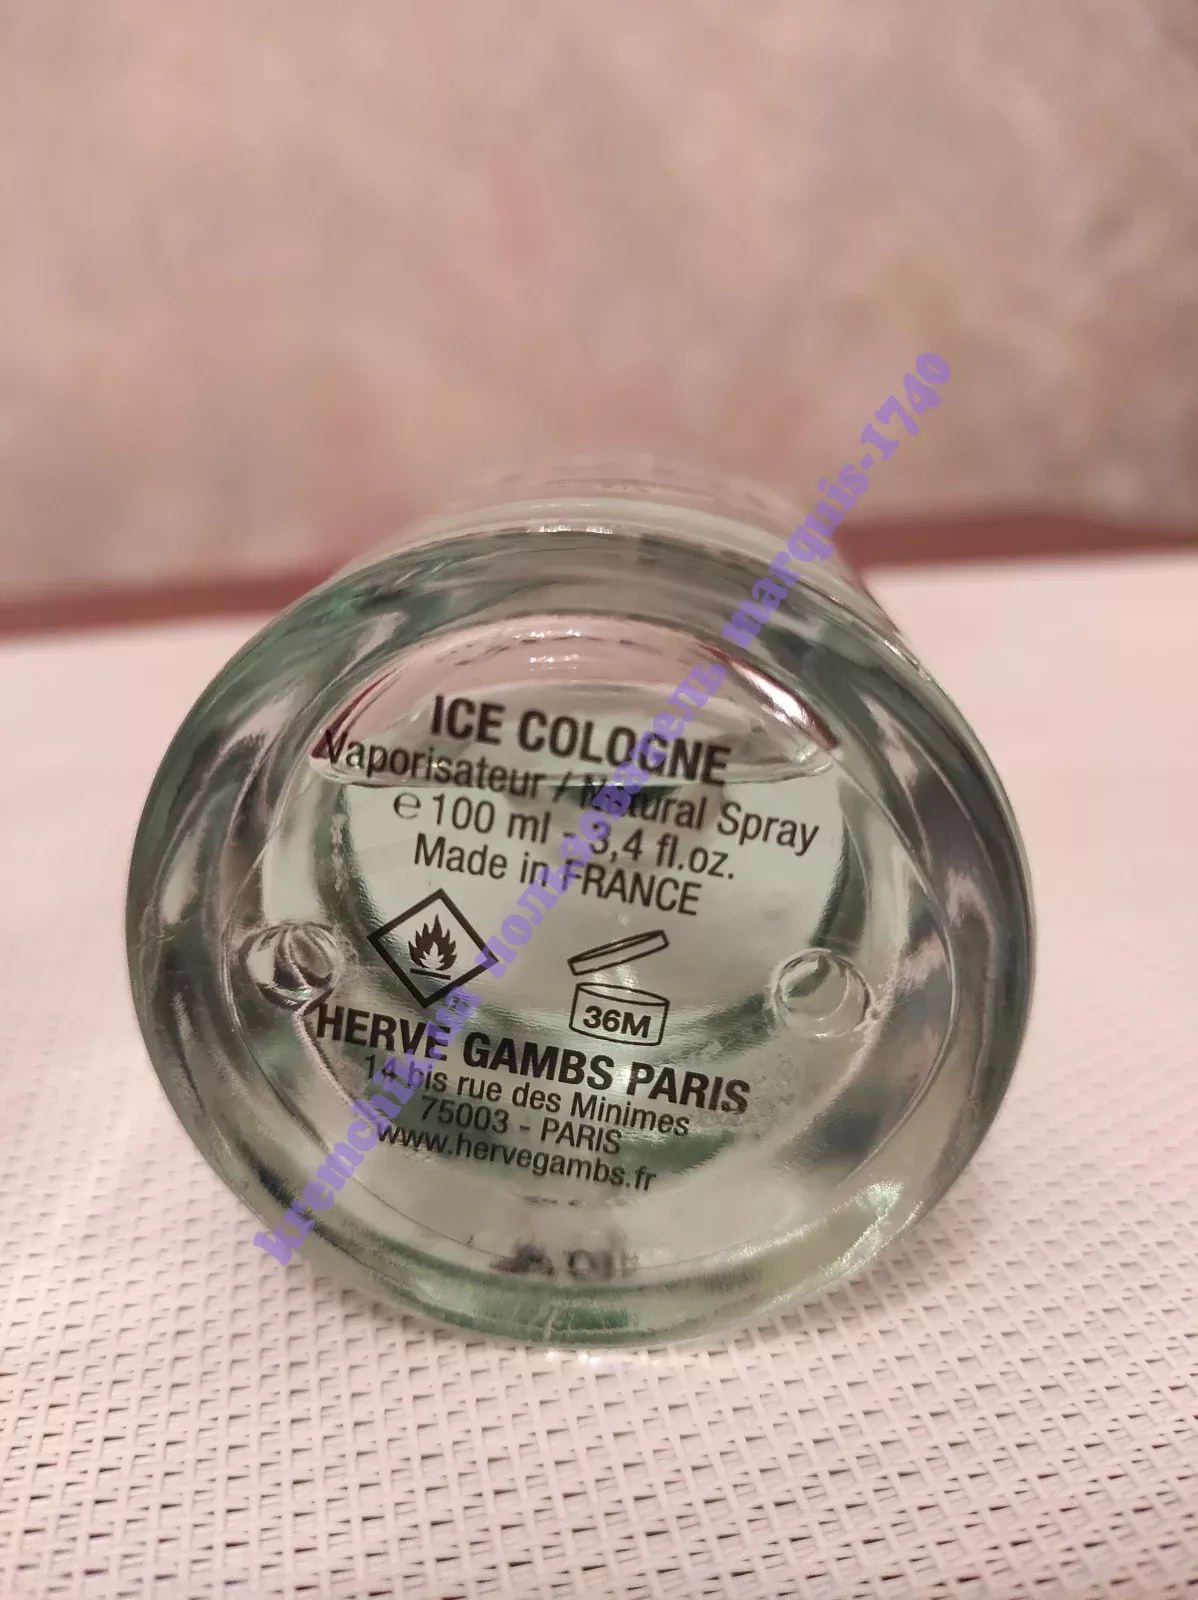 ICE COLOGNE
Vaporisateur / Natural Spray
℮ 100 ml - 3,4 fl.oz.
Made in FRANCE
36M
HERVE GAMBS PARIS
14 bis rue des Minimes
75003 - PARIS
www.hervegambs.fr
пользователь marquis-1740